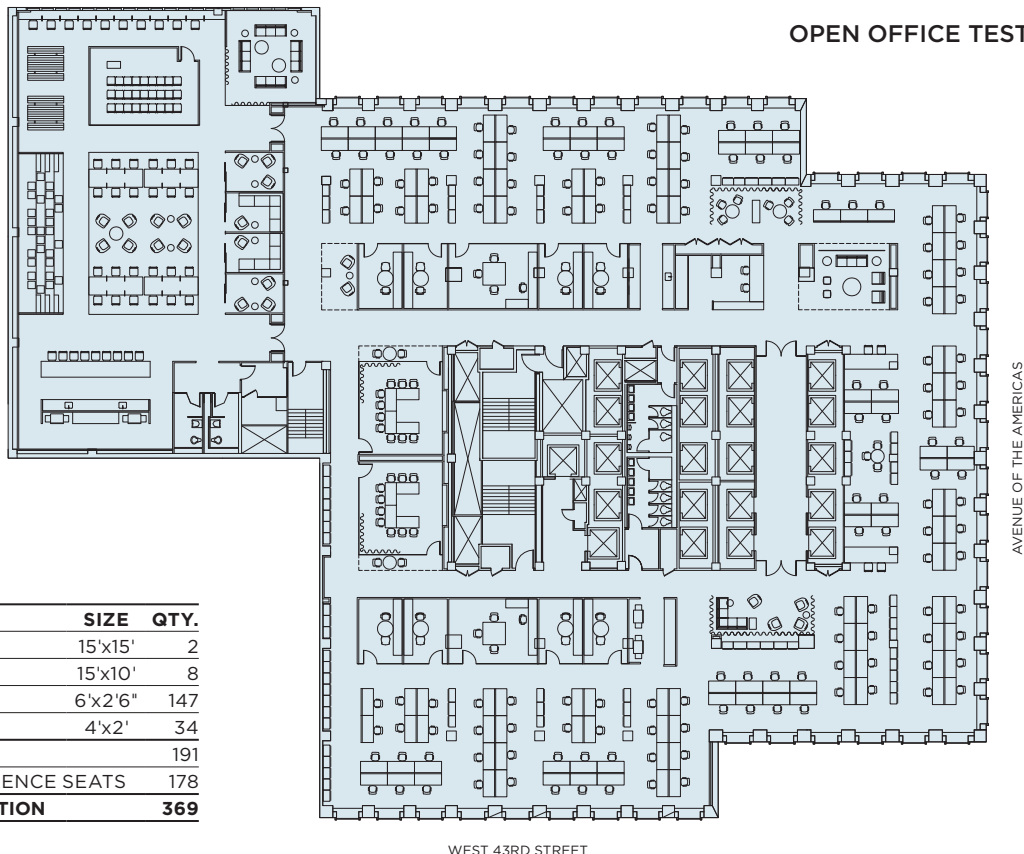 OPEN OFFICE TEST
AVENUE OF THE AMERICAS
SIZE QTY.
15'x15' 2
15'x10' 8
6'x2'6" 147
4'x2' 34
191
ENCE SEATS 178
TION 369
WEST 43RD STREET